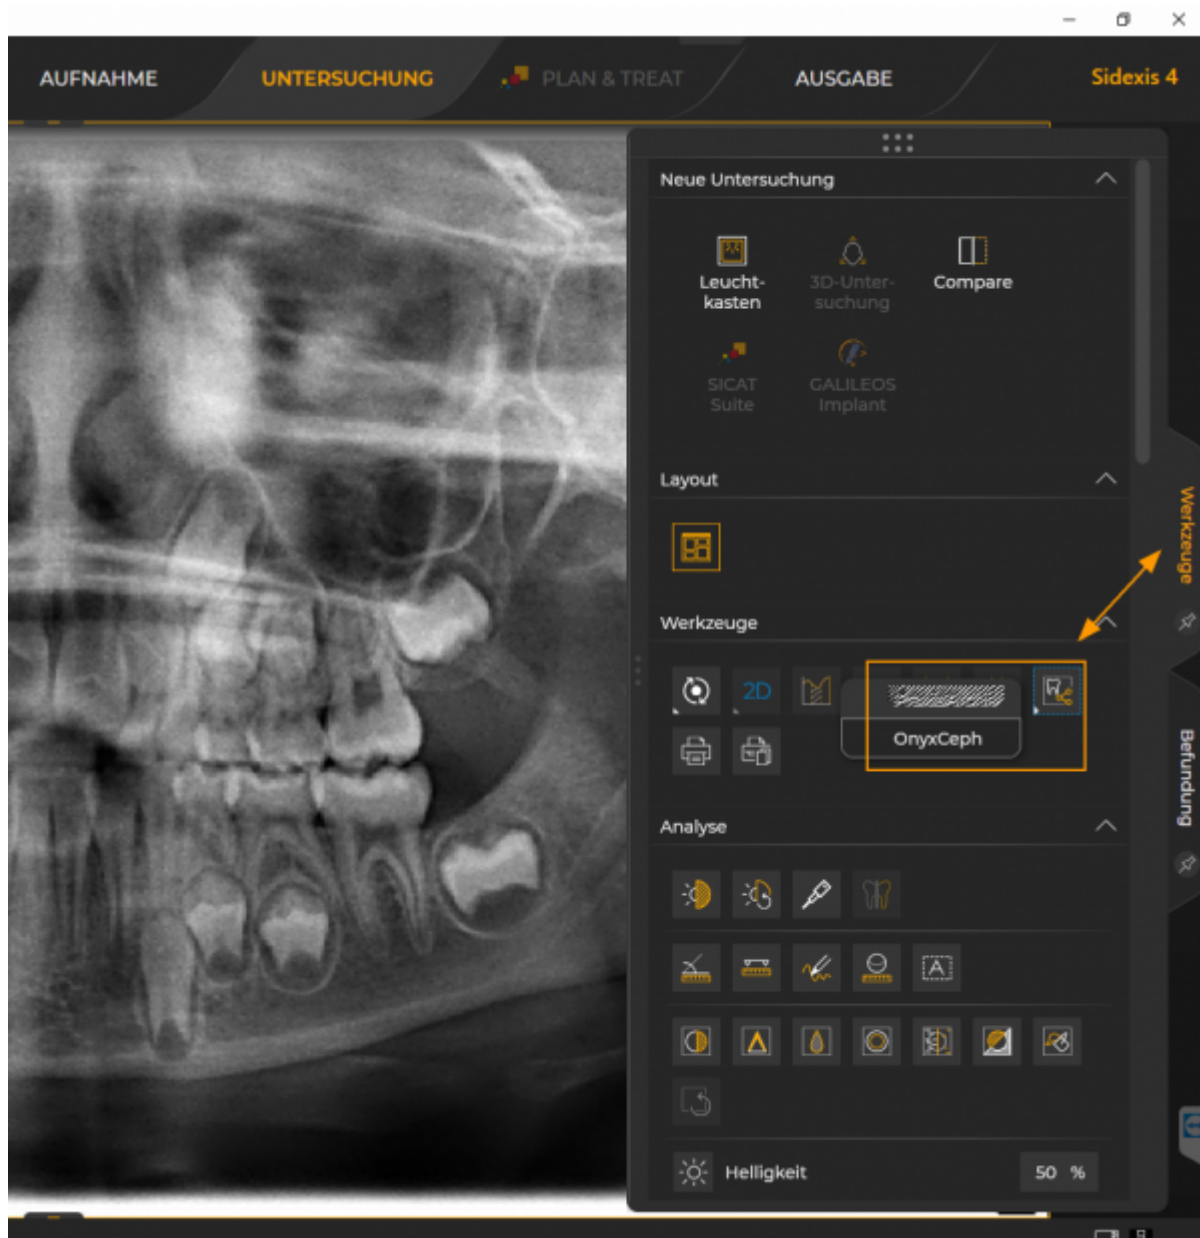 AUFNAHME
UNTERSUCHUNG
PLAN & TREAT
AUSGABE
Sidexis 4
Neue Untersuchung
Leucht-
kasten
3D-Unter-
suchung
Compare
SICAT
Suite
GALILEOS
Implant
Layout
Werkzeuge
2D
OnyxCeph
Analyse
A
Helligkeit
50 %
Werkzeuge
Befundung